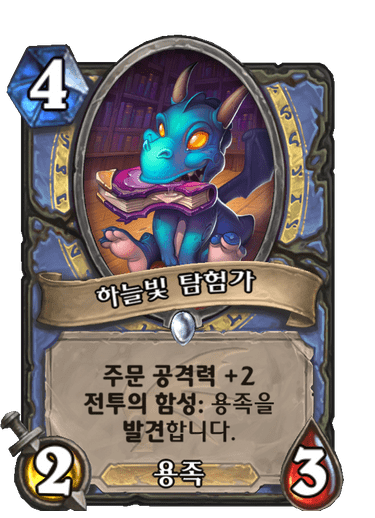 4
하늘빛 탐험가
주문 공격력 +2
전투의 함성: 용족을
발견합니다.
2
용족
3